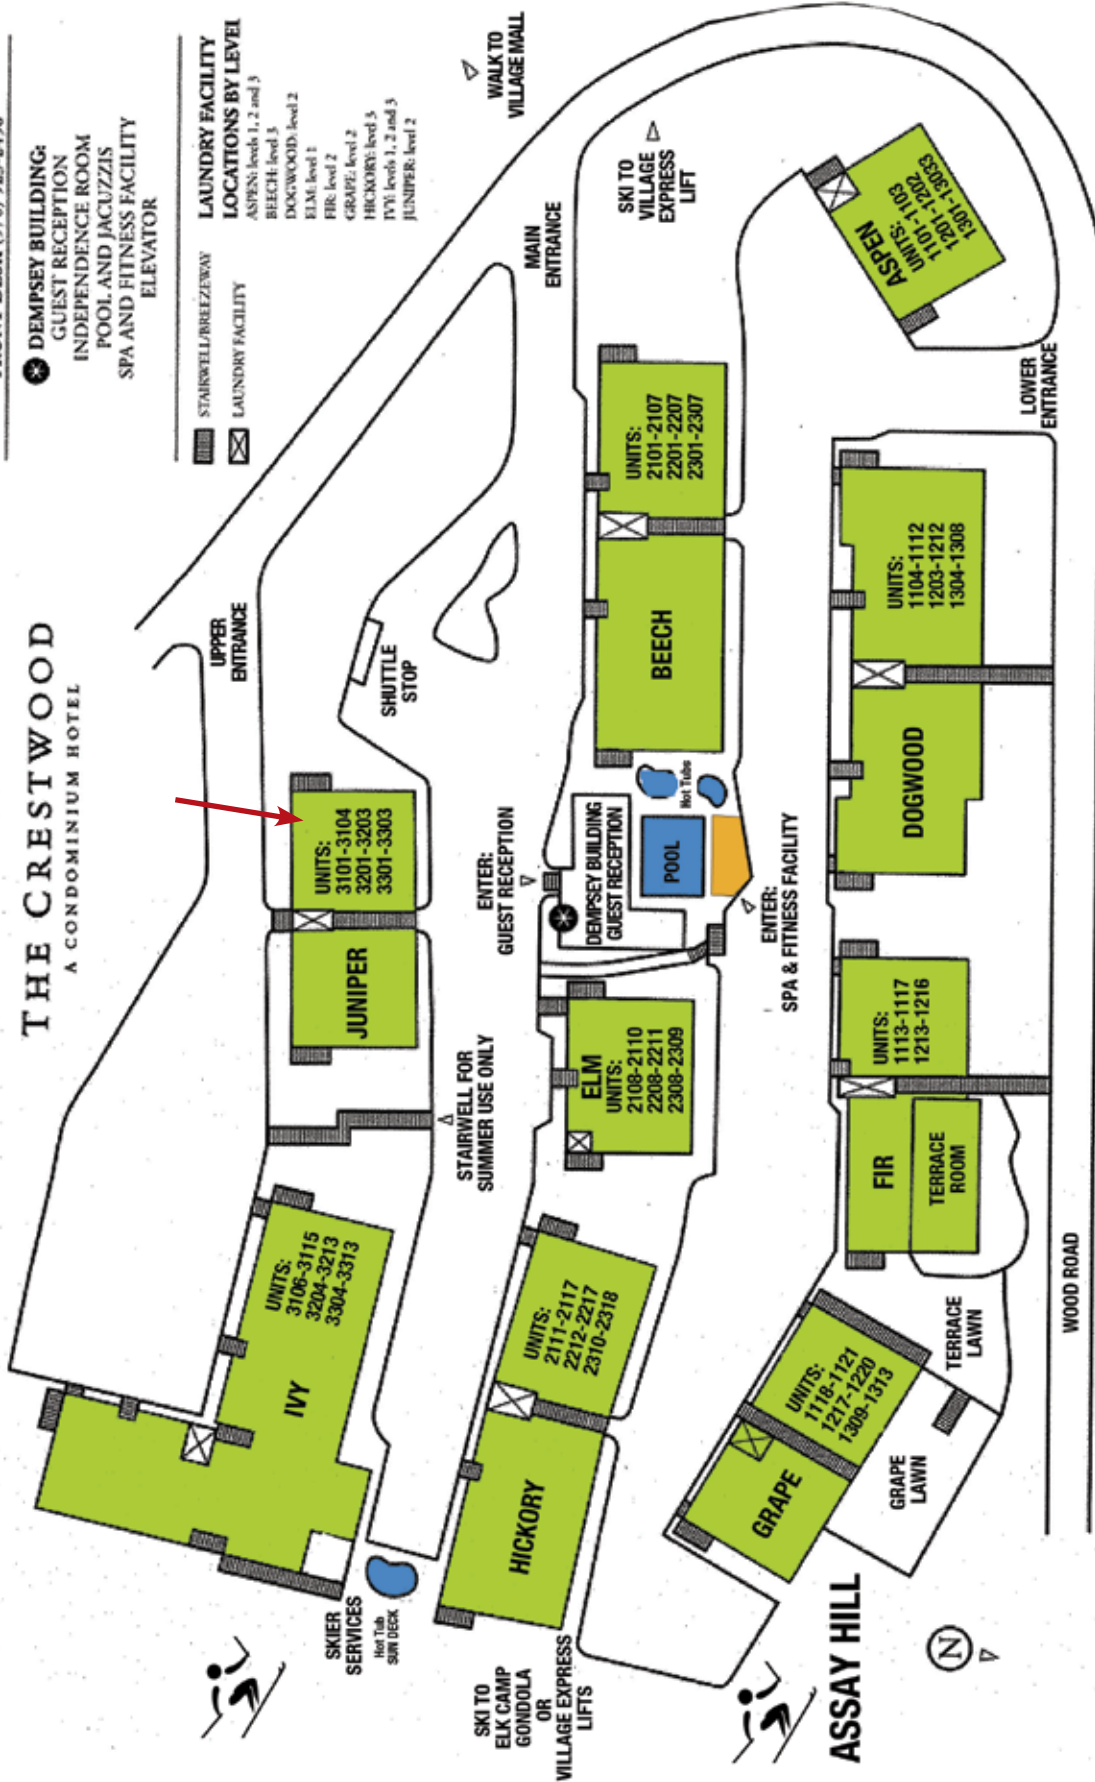 THE CRESTWOOD
A CONDOMINIUM HOTEL
DEMPSEY BUILDING:
GUEST RECEPTION
INDEPENDENCE ROOM
POOL AND JACUZZIS
SPA AND FITNESS FACILITY
ELEVATOR
STAIRWELL/BREEZEWAY
LAUNDRY FACILITY
LAUNDRY FACILITY
LOCATIONS BY LEVEL
ASPEN: levels 1, 2 and 3
BEECH: level 3
DOGWOOD: level 2
ELM: level 1
FIR: level 2
GRAPE: level 2
HICKORY: level 3
IVY: levels 1, 2 and 3
JUNIPER: level 2
WALK TO
VILLAGE MALL
UPPER
ENTRANCE
SHUTTLE
STOP
MAIN
ENTRANCE
SKI TO
VILLAGE
EXPRESS
LIFT
LOWER
ENTRANCE
IVY
UNITS:
3106-3115
3204-3213
3304-3313
JUNIPER
UNITS:
3101-3104
3201-3203
3301-3303
STAIRWELL FOR
SUMMER USE ONLY
SKIER
SERVICES
Hot Tub
SUN DECK
SKI TO
ELK CAMP
GONDOLA
OR
VILLAGE EXPRESS
LIFTS
HICKORY
UNITS:
2111-2117
2212-2217
2310-2318
ELM
UNITS:
2108-2110
2208-2211
2308-2309
ENTER:
GUEST RECEPTION
DEMPSEY BUILDING
GUEST RECEPTION
POOL
Hot Tubs
ENTER:
SPA & FITNESS FACILITY
BEECH
UNITS:
2101-2107
2201-2207
2301-2307
ASPEN
UNITS:
1101-1103
1201-1202
1301-13033
GRAPE
UNITS:
1118-1121
1217-1220
1309-1313
GRAPE
LAWN
TERRACE
LAWN
FIR
UNITS:
1113-1117
1213-1216
TERRACE
ROOM
DOGWOOD
UNITS:
1104-1112
1203-1212
1304-1308
WOOD ROAD
ASSAY HILL
N